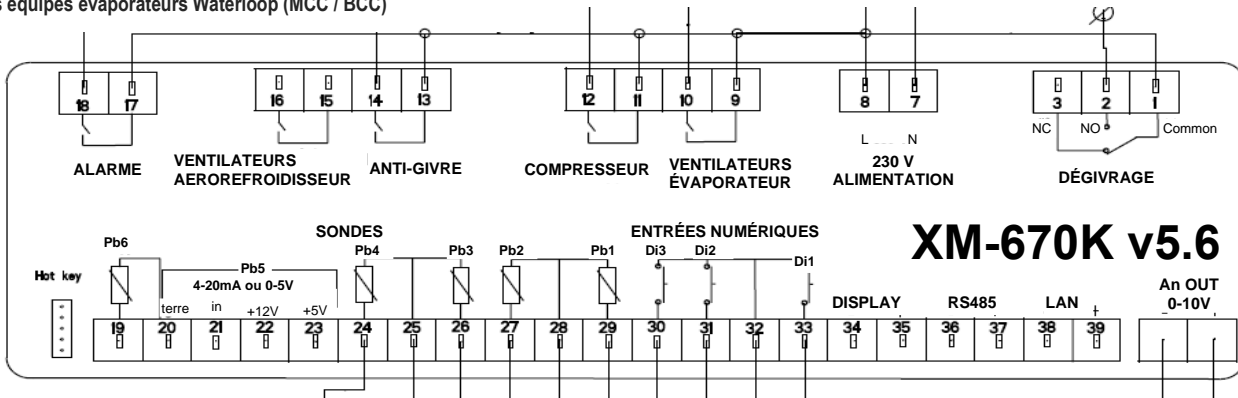 équipés évaporateurs Waterloop (MCC / BCC)
18 17 16 15 14 13 12 11 10 9 8 7 3 2 1
NC NO Common
L N
ALARME
VENTILATEURS
AEROREFROIDISSEUR
ANTI-GIVRE
COMPRESSEUR
VENTILATEURS
ÉVAPORATEUR
230 V
ALIMENTATION
DÉGIVRAGE
SONDES
ENTRÉES NUMÉRIQUES
XM-670K v5.6
Pb6
Pb5
4-20mA ou 0-5V
Pb4
Pb3
Pb2
Pb1
Di3
Di2
Di1
Hot key
terre in +12V +5V
DISPLAY RS485 LAN
+
An OUT
0-10V
- +
19 20 21 22 23 24 25 26 27 28 29 30 31 32 33 34 35 36 37 38 39